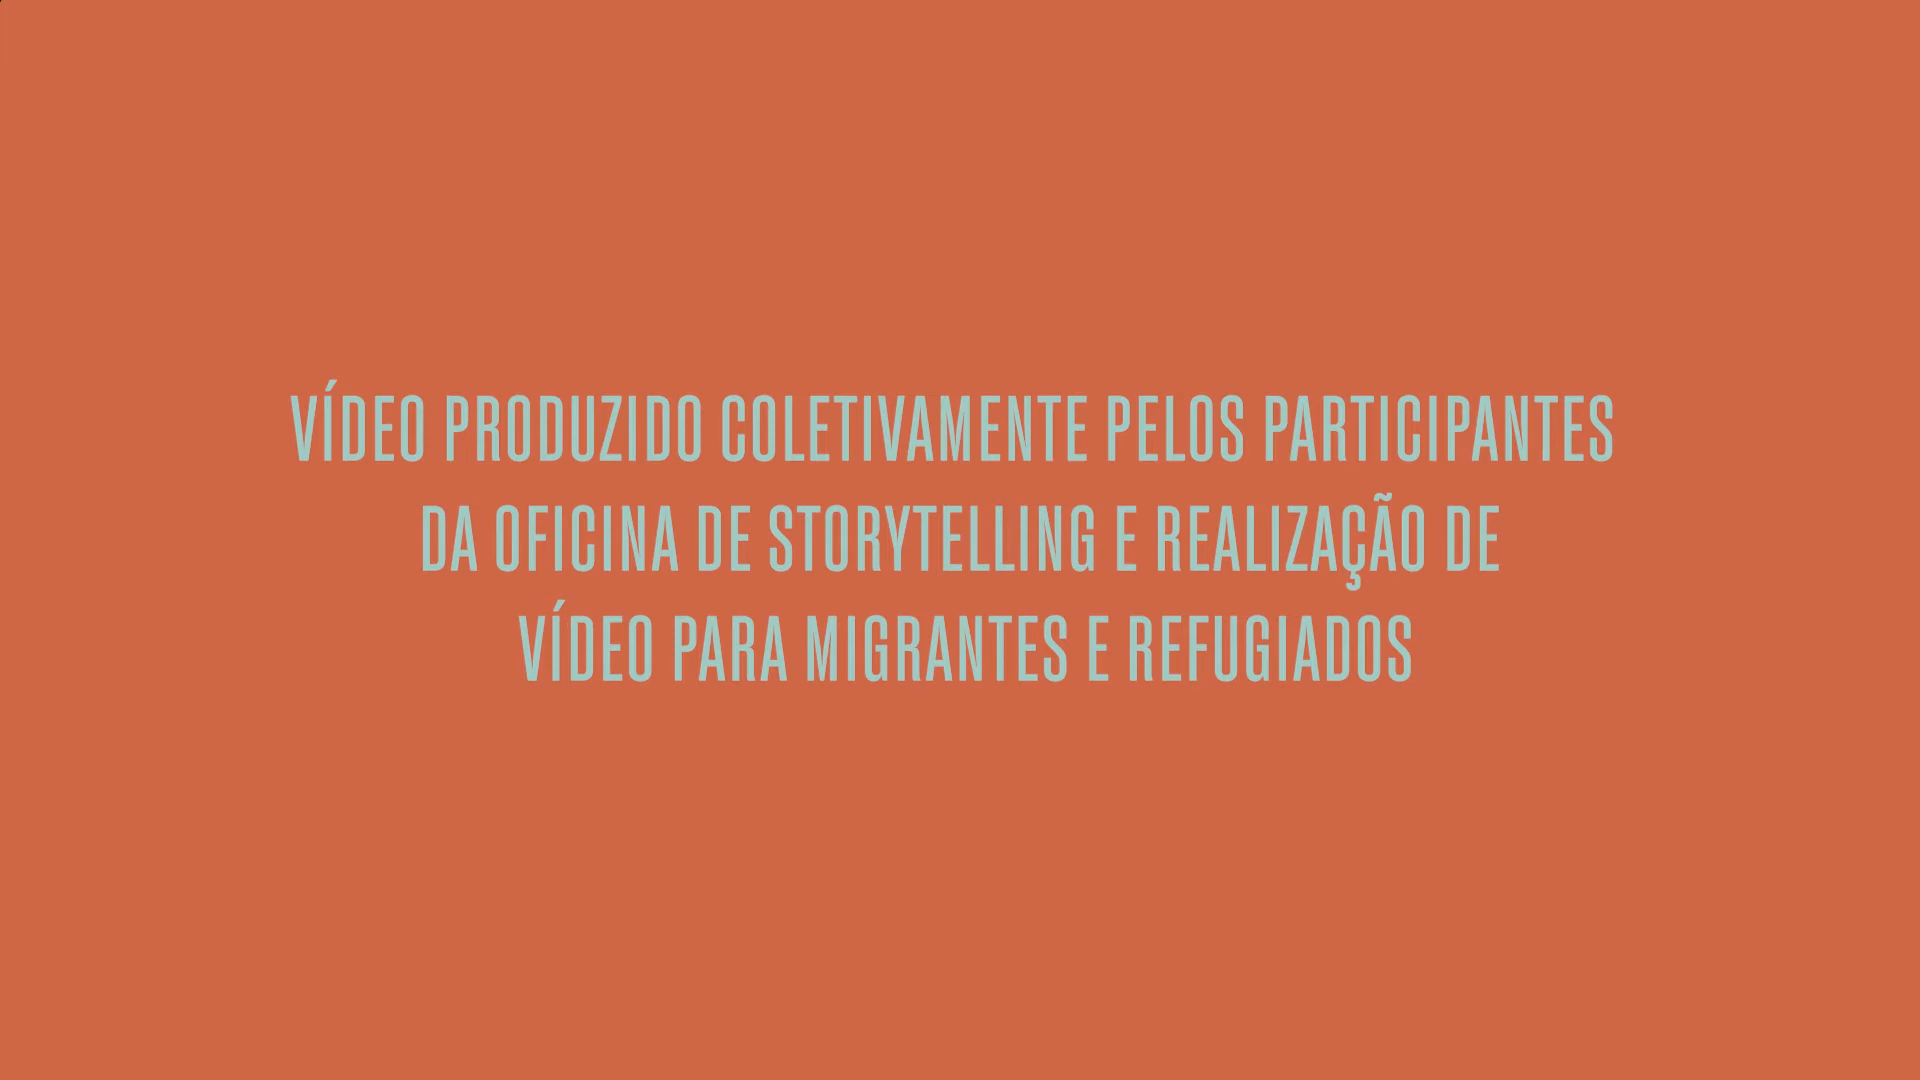 VÍDEO PRODUZIDO COLETIVAMENTE PELOS PARTICIPANTES
DA OFICINA DE STORYTELLING E REALIZAÇÃO DE
VÍDEO PARA MIGRANTES E REFUGIADOS